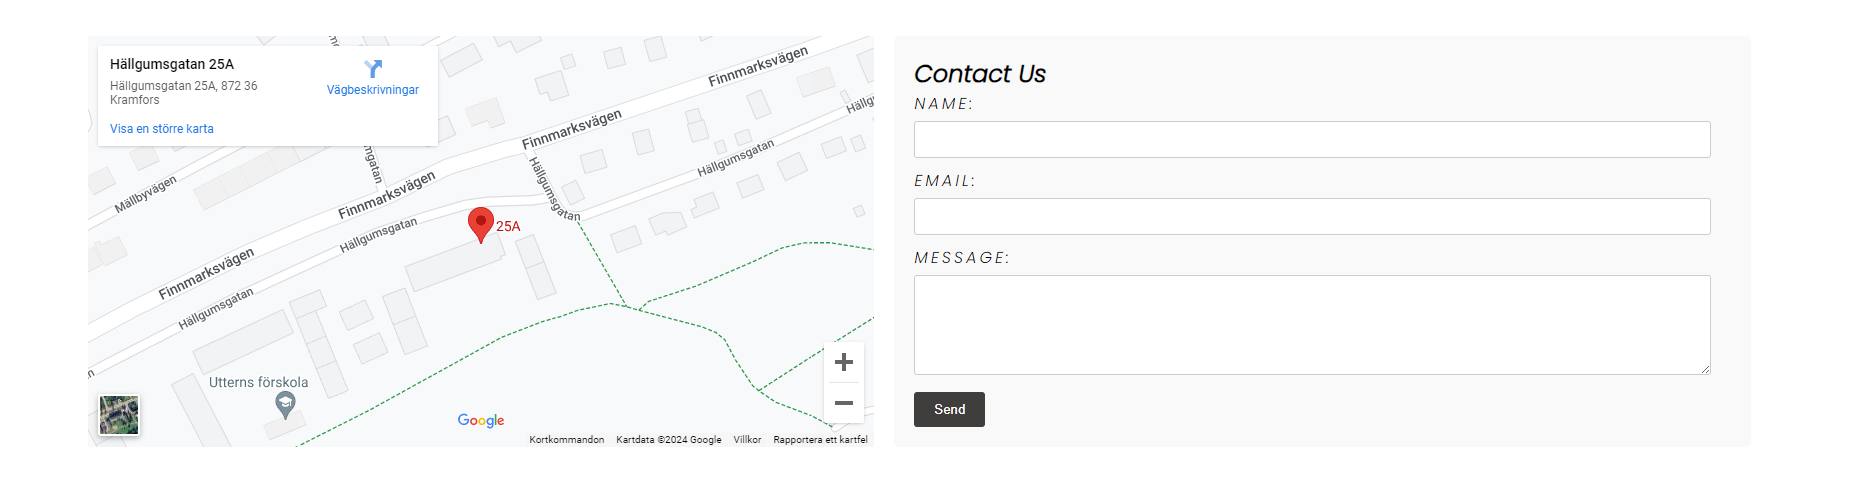 Hällgumsgatan 25A
Hällgumsgatan 25A, 872 36
Kramfors
Visa en större karta
Vägbeskrivningar
Finnmarksvägen
Finnmarksvägen
Finnmarksvägen
Finnmarksvägen
Mällbyvägen
mgatan
Hällgumsgatan
Hällgumsgatan
Hällgumsgatan
Hällgumsgatan
Hällg
25A
Utterns förskola
Google
Kortkommandon
Kartdata ©2024 Google
Villkor
Rapportera ett kartfel
Contact Us
NAME:
EMAIL:
MESSAGE:
Send